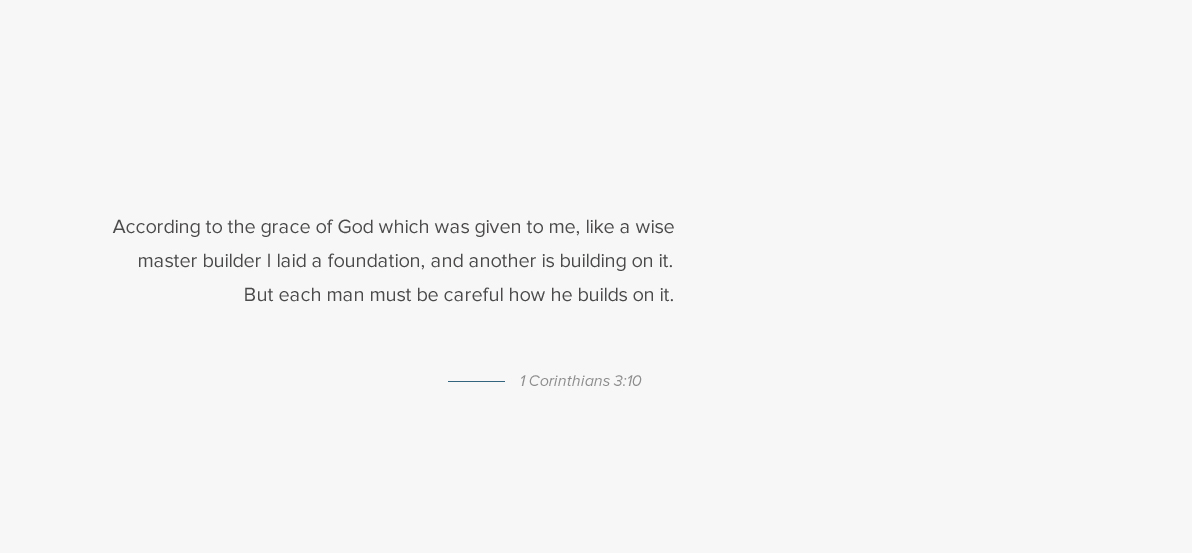 According to the grace of God which was given to me, like a wise
master builder I laid a foundation, and another is building on it.
But each man must be careful how he builds on it.
1 Corinthians 3:10